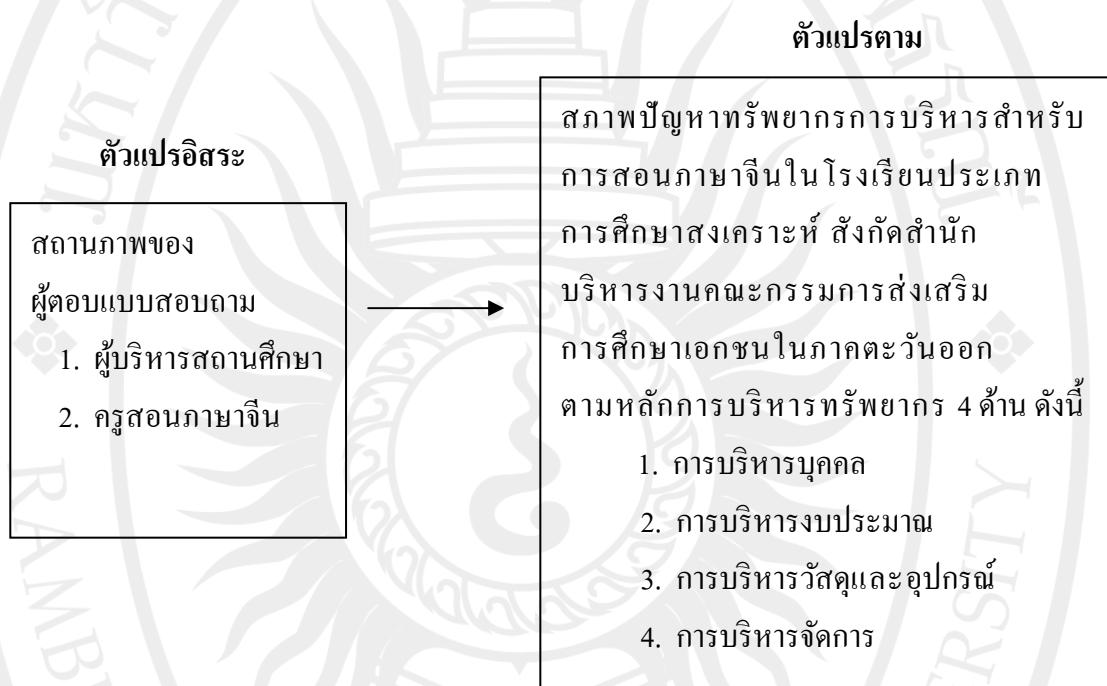 ตัวแปรอิสระ
สถานภาพของ
ผู้ตอบแบบสอบถาม
1. ผู้บริหารสถานศึกษา
2. ครูสอนภาษาจีน
ตัวแปรตาม
สภาพปัญหาทรัพยากรการบริหารสำหรับ
การสอนภาษาจีนในโรงเรียนประเภท
การศึกษาสงเคราะห์ สังกัดสำนัก
บริหารงานคณะกรรมการส่งเสริม
การศึกษาเอกชนในภาคตะวันออก
ตามหลักการบริหารทรัพยากร 4 ด้าน ดังนี้
1. การบริหารบุคคล
2. การบริหารงบประมาณ
3. การบริหารวัสดุและอุปกรณ์
4. การบริหารจัดการ